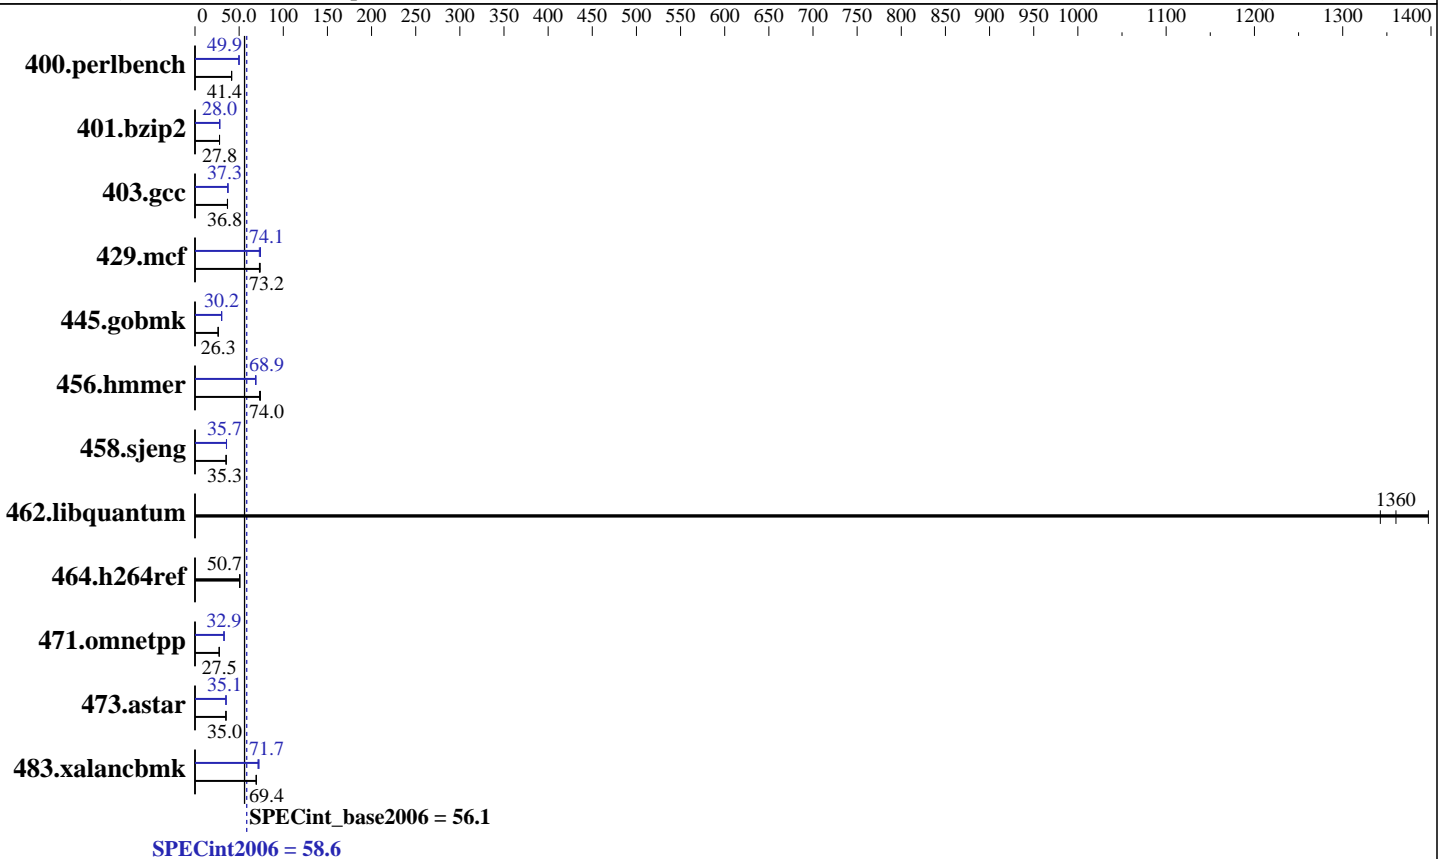 0 50.0 100 150 200 250 300 350 400 450 500 550 600 650 700 750 800 850 900 950 1000 1100 1200 1300 1400
49.9
400.perlbench
41.4
28.0
401.bzip2
27.8
37.3
403.gcc
36.8
74.1
429.mcf
73.2
30.2
445.gobmk
26.3
68.9
456.hmmer
74.0
35.7
458.sjeng
35.3
1360
462.libquantum
50.7
464.h264ref
32.9
471.omnetpp
27.5
35.1
473.astar
35.0
71.7
483.xalancbmk
69.4
SPECint_base2006 = 56.1
SPECint2006 = 58.6